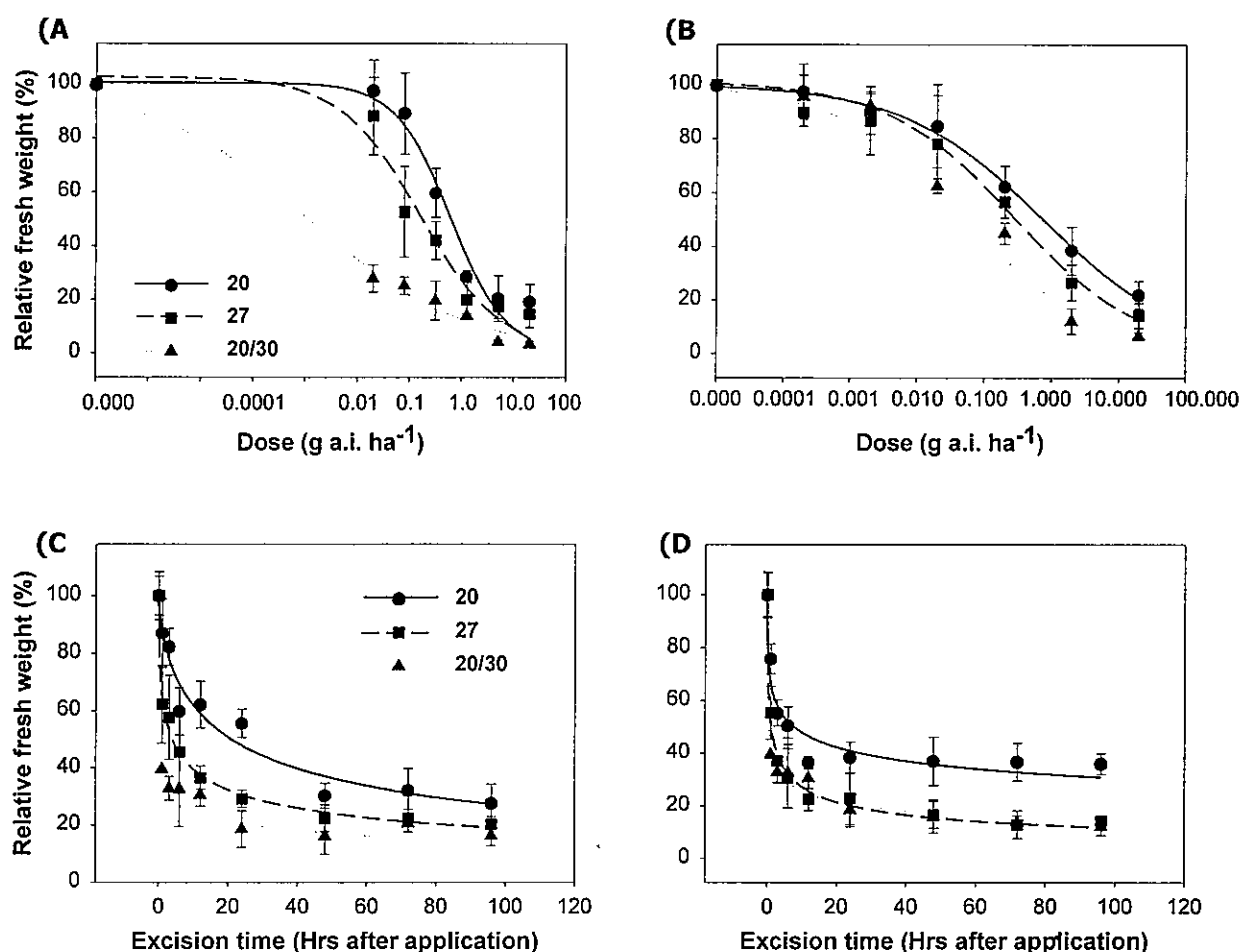 (A
Relative fresh weight (%)
100
80
60
40
20
0
20
27
20/30
0.000 0.0001 0.01 0.1 1.0 10.0 100
Dose (g a.i. ha-1)
(B
100
80
60
40
20
0
0.000 0.001 0.010 0.100 1.000 10.000 100.000
Dose (g a.i. ha-1)
(C
Relative fresh weight (%)
100
80
60
40
20
0
20
27
20/30
0 20 40 60 80 100 120
Excision time (Hrs after application)
(D
100
80
60
40
20
0
0 20 40 60 80 100 120
Excision time (Hrs after application)